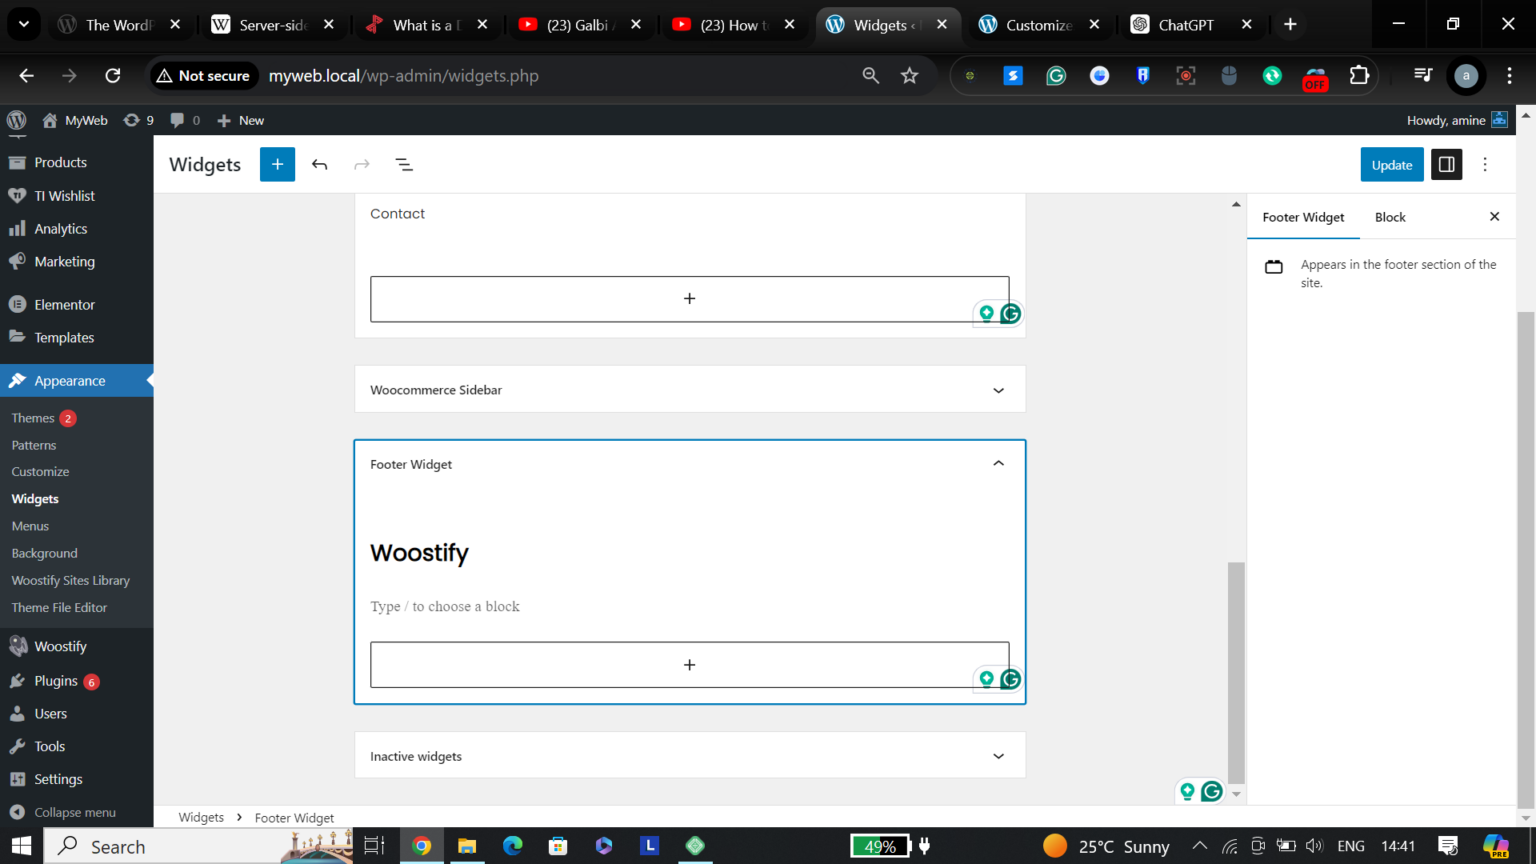 The WordP
Server-side
What is a D
(23) Galbi
(23) How to
Widgets ‹
Customize
ChatGPT
Not secure
myweb.local/wp-admin/widgets.php
OFF
a
MyWeb
9
0
New
Howdy, amine
Products
TI Wishlist
Analytics
Marketing
Elementor
Templates
Appearance
Themes 2
Patterns
Customize
Widgets
Menus
Background
Woostify Sites Library
Theme File Editor
Woostify
Plugins 6
Users
Tools
Settings
Collapse menu
Widgets
Update
Contact
Woocommerce Sidebar
Footer Widget
Woostify
Type / to choose a block
Inactive widgets
Footer Widget
Block
Appears in the footer section of the
site.
Widgets › Footer Widget
Search
49%
25°C Sunny
ENG
14:41
PRE